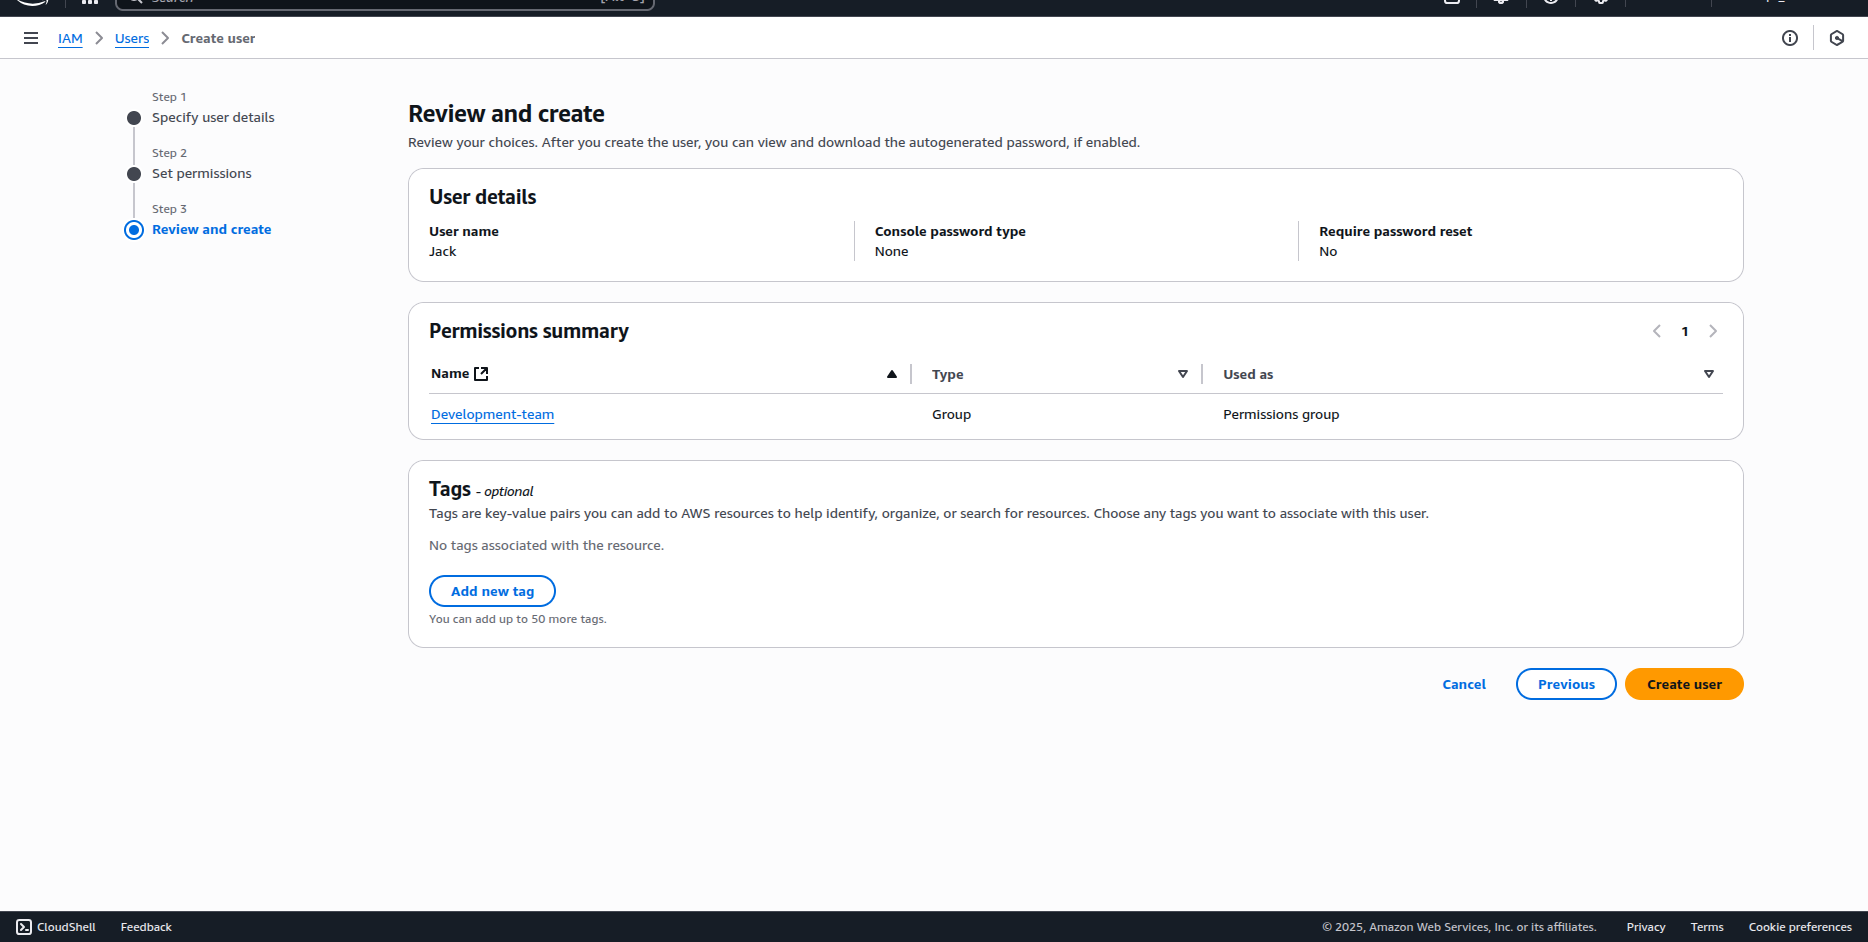 IAM > Users > Create user
Step 1
Specify user details
Step 2
Set permissions
Step 3
Review and create
Review and create
Review your choices. After you create the user, you can view and download the autogenerated password, if enabled.
User details
User name
Jack
Console password type
None
Require password reset
No
Permissions summary
1
Name Type Used as
Development-team Group Permissions group
Tags - optional
Tags are key-value pairs you can add to AWS resources to help identify, organize, or search for resources. Choose any tags you want to associate with this user.
No tags associated with the resource.
Add new tag
You can add up to 50 more tags.
Cancel Previous Create user
CloudShell Feedback © 2025, Amazon Web Services, Inc. or its affiliates. Privacy Terms Cookie preferences